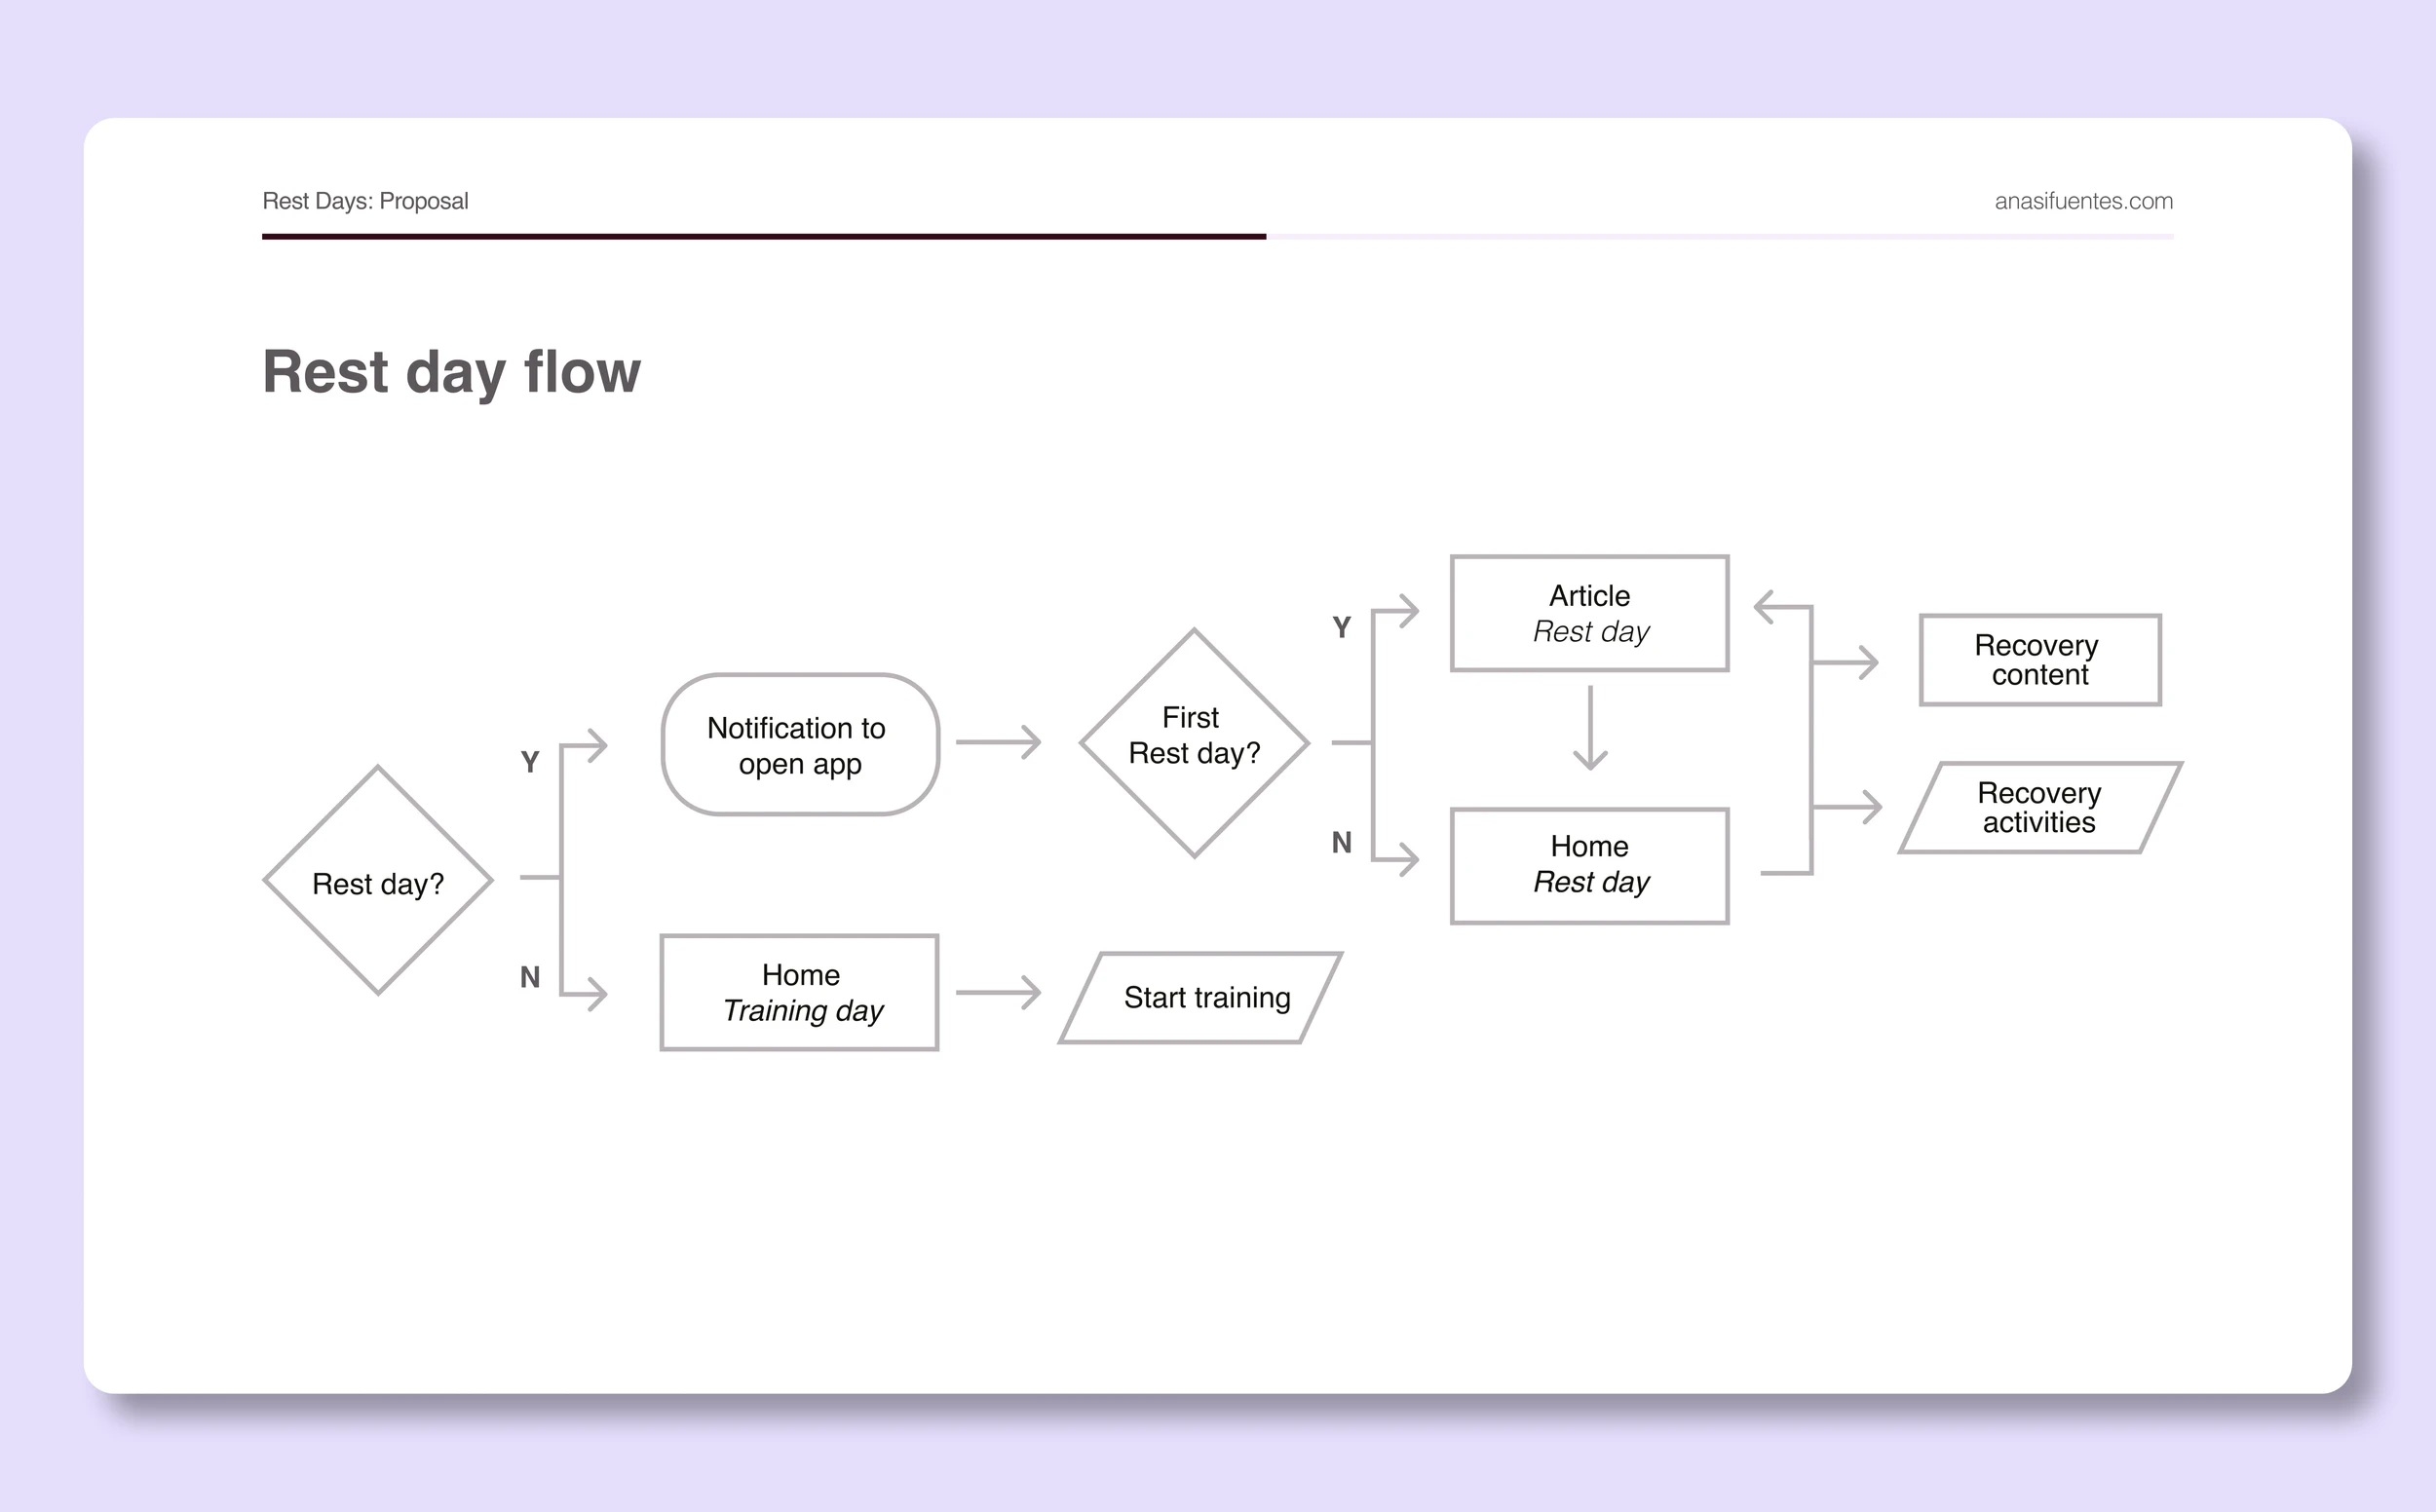 Rest Days: Proposal
anasifuentes.com
Rest day flow
Rest day?
Y
N
Notification to
open app
Home
Training day
First
Rest day?
Start training
Y
N
Article
Rest day
Home
Rest day
Recovery
content
Recovery
activities